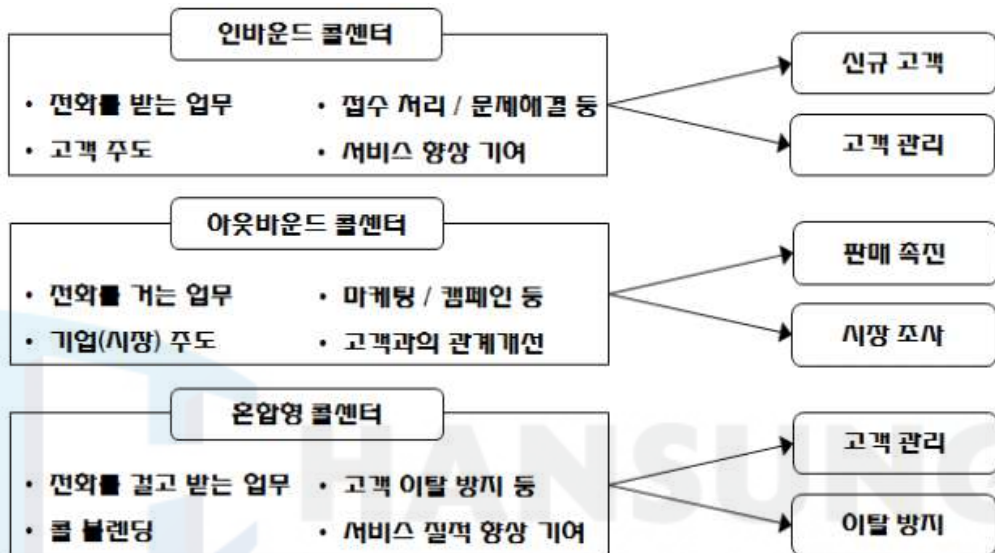 인바운드 콜센터
• 전화를 받는 업무 • 접수 처리 / 문제해결 등
• 고객 주도 • 서비스 향상 기여
신규 고객
고객 관리
아웃바운드 콜센터
• 전화를 거는 업무 • 마케팅 / 캠페인 등
• 기업(시장) 주도 • 고객과의 관계개선
판매 촉진
시장 조사
혼합형 콜센터
• 전화를 걸고 받는 업무 • 고객 이탈 방지 등
• 콜 블렌딩 • 서비스 질적 향상 기여
고객 관리
이탈 방지
HANSUNG